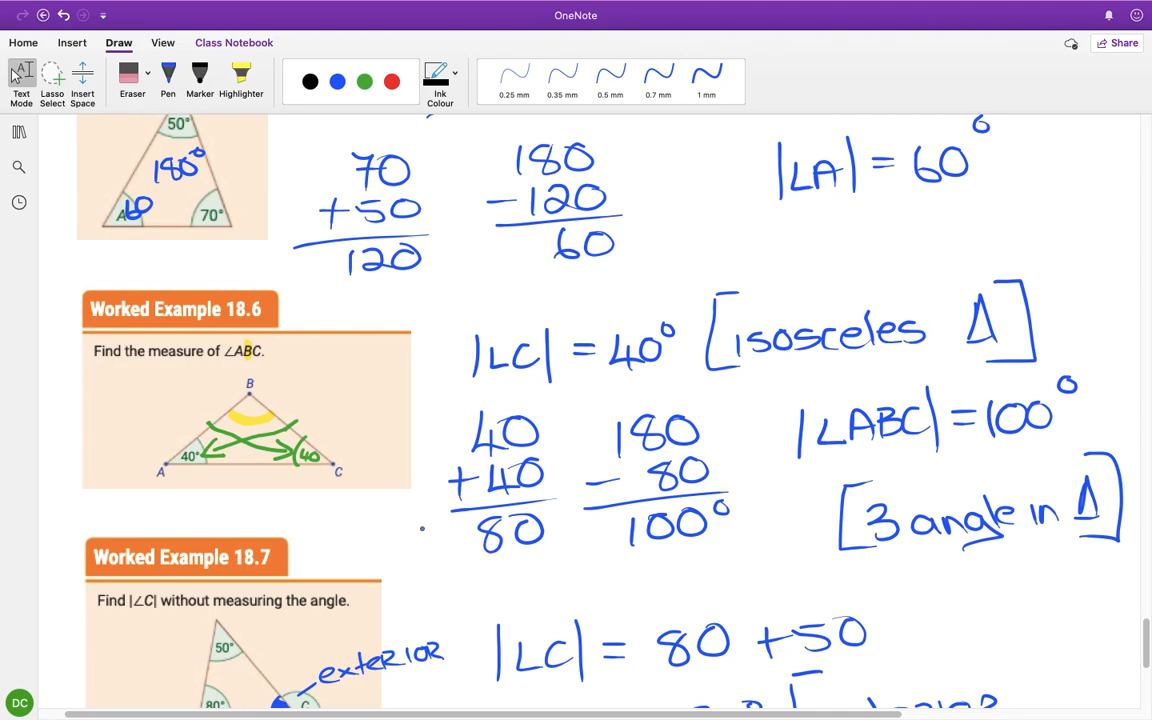 OneNote
Home Insert Draw View Class Notebook
Share
Text Mode
Lasso Select
Insert Space
Eraser
Pen
Marker
Highlighter
Ink Colour
0.25 mm 0.35 mm 0.5 mm 0.7 mm 1 mm
50°
180°
A 60
70°
70
+50
120
180
-120
60
|∠A| = 60°
Worked Example 18.6
Find the measure of ∠ABC.
B
40°
40
A
C
|∠C| = 40° [isosceles Δ]
40
+40
80
180
- 80
100°
|∠ABC| = 100°
[3 angle in Δ]
Worked Example 18.7
Find |∠C| without measuring the angle.
50°
80°
C
exterior
|∠C| = 80 + 50
DC